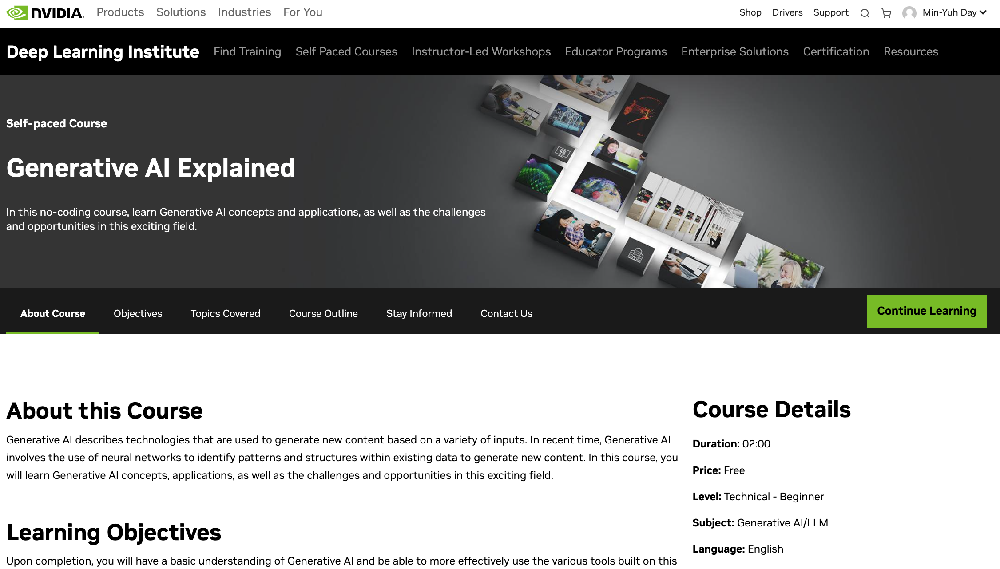 NVIDIA. Products Solutions Industries For You Shop Drivers Support Min-Yuh Day
Deep Learning Institute Find Training Self Paced Courses Instructor-Led Workshops Educator Programs Enterprise Solutions Certification Resources
Self-paced Course
Generative AI Explained
In this no-coding course, learn Generative AI concepts and applications, as well as the challenges
and opportunities in this exciting field.
About Course Objectives Topics Covered Course Outline Stay Informed Contact Us Continue Learning
About this Course
Generative AI describes technologies that are used to generate new content based on a variety of inputs. In recent time, Generative AI
involves the use of neural networks to identify patterns and structures within existing data to generate new content. In this course, you
will learn Generative AI concepts, applications, as well as the challenges and opportunities in this exciting field.
Learning Objectives
Upon completion, you will have a basic understanding of Generative AI and be able to more effectively use the various tools built on this
Course Details
Duration: 02:00
Price: Free
Level: Technical - Beginner
Subject: Generative AI/LLM
Language: English